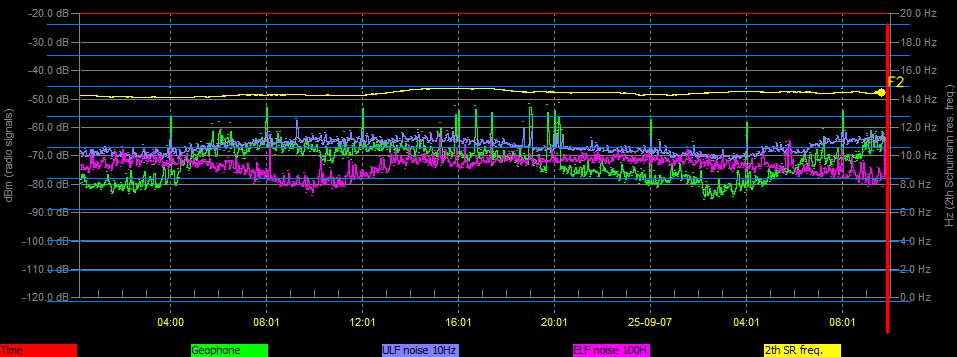 -20.0 dB
20.0 Hz
-30.0 dB
18.0 Hz
-40.0 dB
16.0 Hz
F2
-50.0 dB
14.0 Hz
-60.0 dB
12.0 Hz
-70.0 dB
10.0 Hz
-80.0 dB
8.0 Hz
-90.0 dB
6.0 Hz
-100.0 dB
4.0 Hz
-110.0 dB
2.0 Hz
-120.0 dB
0.0 Hz
dBm (radio signals)
Hz (2th Schumann res. freq.)
04:00 08:01 12:01 16:01 20:01 25-09-07 04:01 08:01
Time Geophone ULF noise 10Hz ELF noise 100H 2th SR freq.